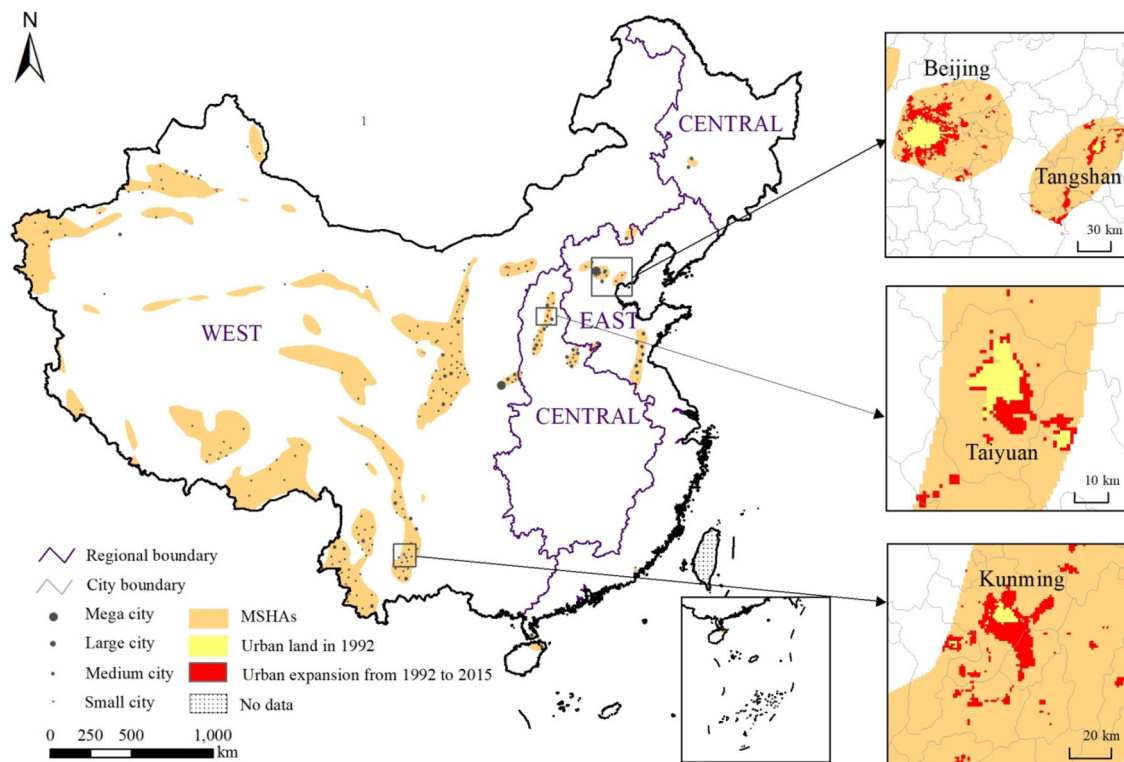 N
1
CENTRAL
WEST
EAST
CENTRAL
Regional boundary
City boundary
Mega city
Large city
Medium city
Small city
MSHAs
Urban land in 1992
Urban expansion from 1992 to 2015
No data
0 250 500 1,000
km
Beijing
Tangshan
30 km
Taiyuan
10 km
Kunming
20 km